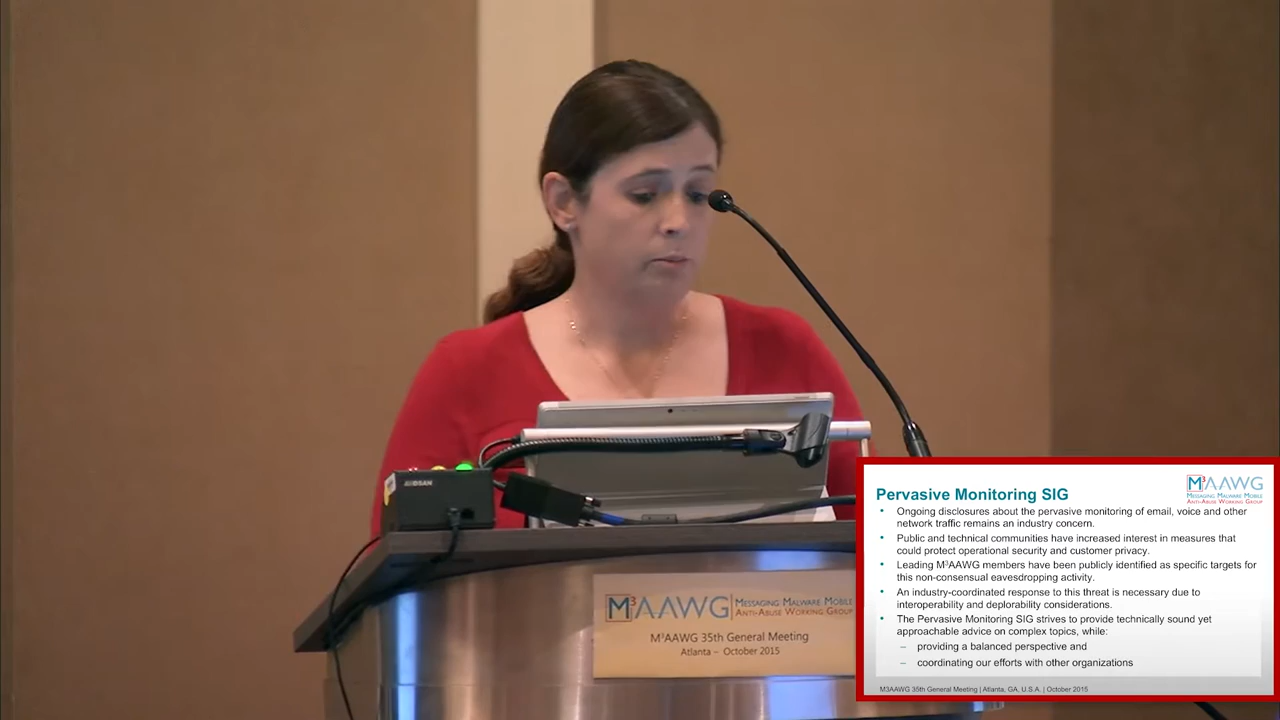 M³AAWG
MESSAGING MALWARE MOBILE
ANTI-ABUSE WORKING GROUP
Pervasive Monitoring SIG
• Ongoing disclosures about the pervasive monitoring of email, voice and other
network traffic remains an industry concern.
• Public and technical communities have increased interest in measures that
could protect operational security and customer privacy.
• Leading M³AAWG members have been publicly identified as specific targets for
this non-consensual eavesdropping activity.
• An industry-coordinated response to this threat is necessary due to
interoperability and deplorability considerations.
• The Pervasive Monitoring SIG strives to provide technically sound yet
approachable advice on complex topics, while:
– providing a balanced perspective and
– coordinating our efforts with other organizations
M3AAWG 35th General Meeting | Atlanta, GA, U.S.A. | October 2015
M³AAWG MESSAGING MALWARE MOBILE
ANTI-ABUSE WORKING GROUP
M³AAWG 35th General Meeting
Atlanta – October 2015